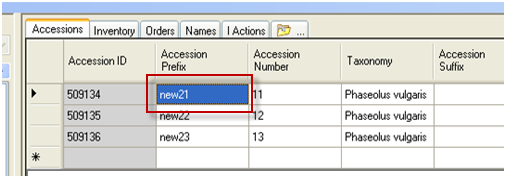 Accessions Inventory Orders Names I Actions ...
Accession ID Accession Prefix Accession Number Taxonomy Accession Suffix
509134 new21 11 Phaseolus vulgaris
509135 new22 12 Phaseolus vulgaris
509136 new23 13 Phaseolus vulgaris